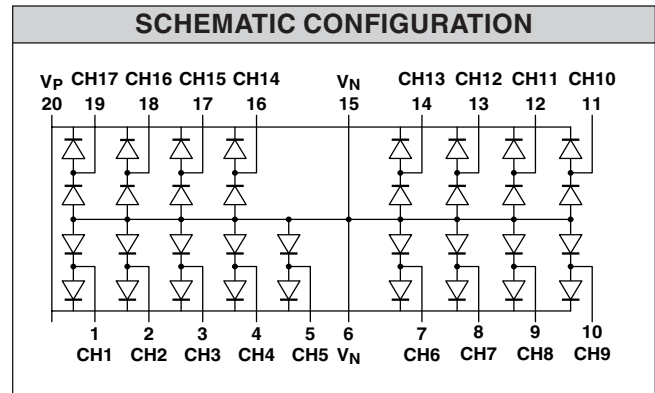 SCHEMATIC CONFIGURATION
VP CH17 CH16 CH15 CH14 VN CH13 CH12 CH11 CH10
20 19 18 17 16 15 14 13 12 11
1 2 3 4 5 6 7 8 9 10
CH1 CH2 CH3 CH4 CH5 VN CH6 CH7 CH8 CH9